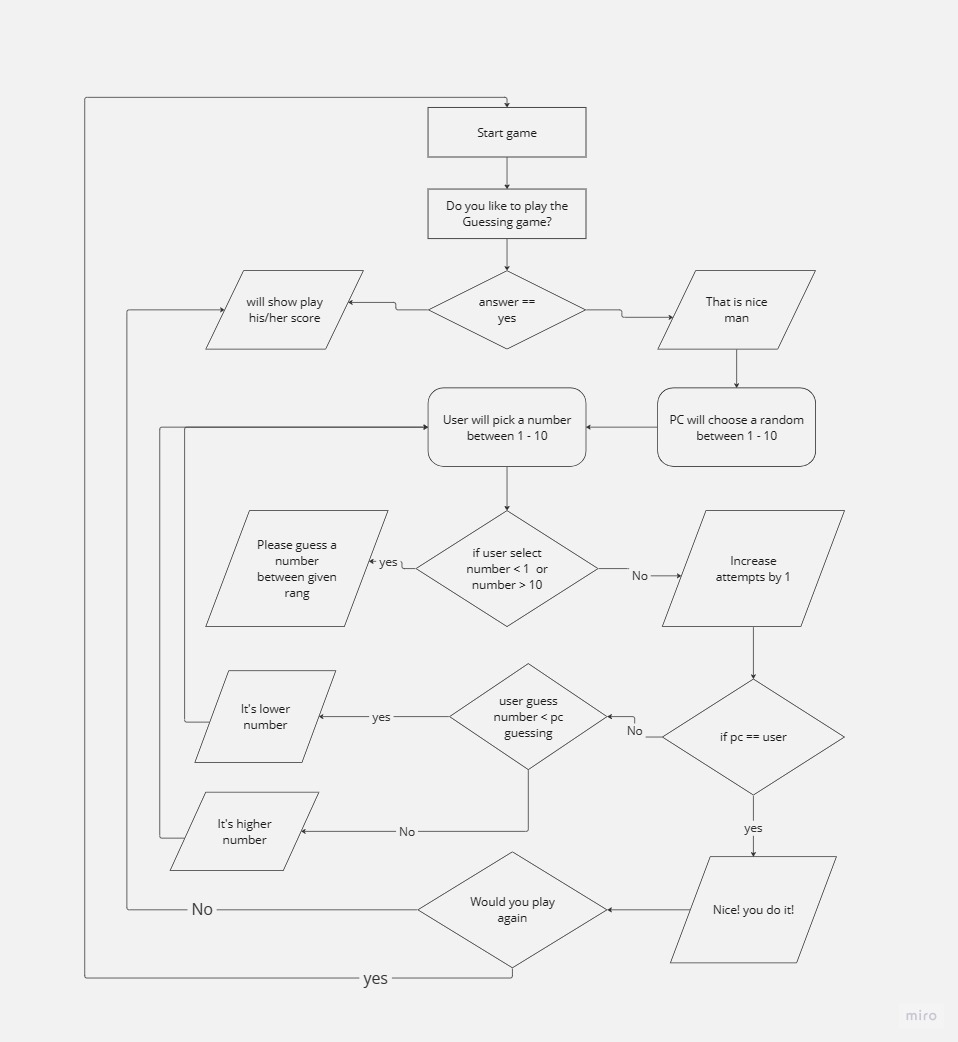 Start game
Do you like to play the
Guessing game?
will show play
his/her score
answer ==
yes
That is nice
man
User will pick a number
between 1 - 10
PC will choose a random
between 1 - 10
Please guess a
number
between given
rang
yes
if user select
number < 1 or
number > 10
No
Increase
attempts by 1
It's lower
number
yes
user guess
number < pc
guessing
No
if pc == user
It's higher
number
No
yes
No
Would you play
again
Nice! you do it!
yes
miro